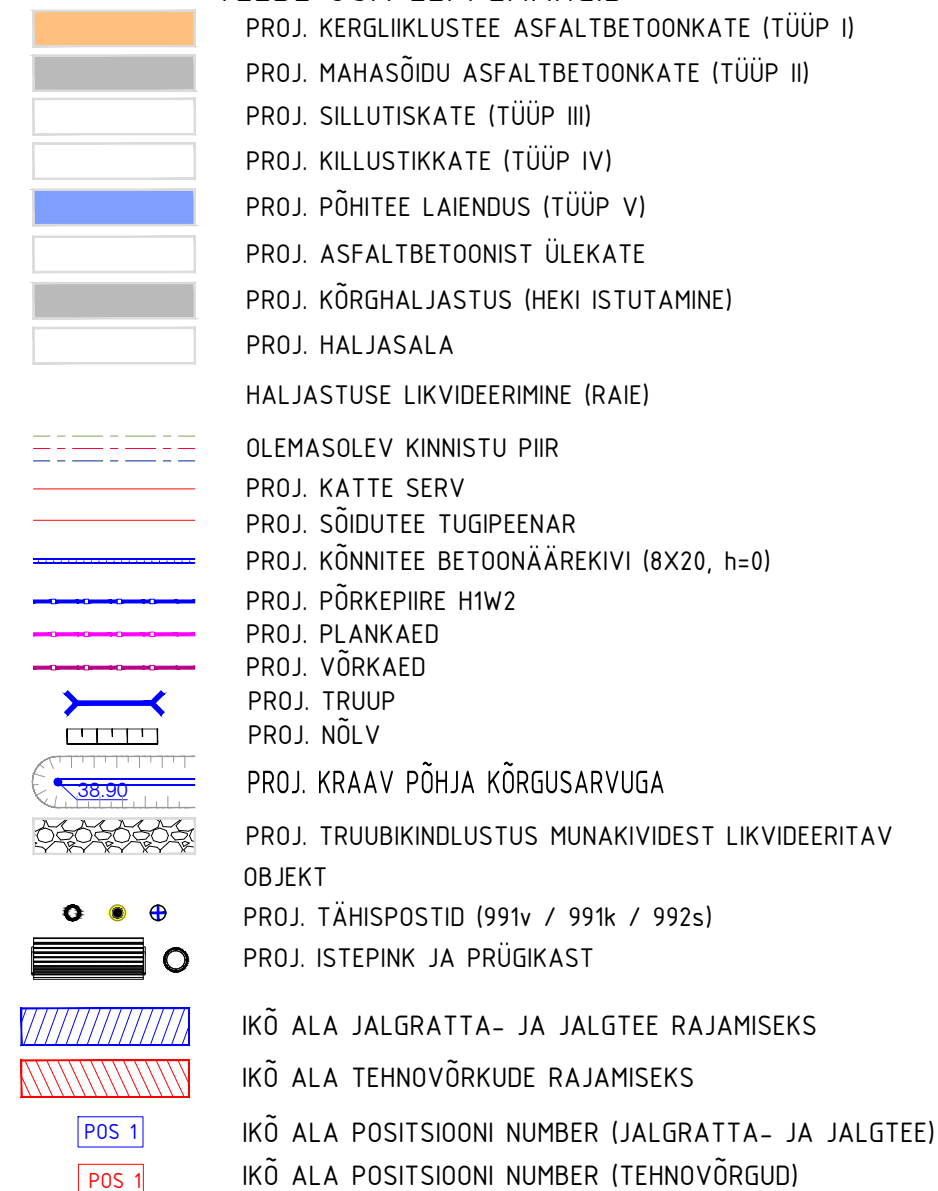 PROJ. KERGLIIKLUSTEE ASFALTBETOONKATE (TÜÜP I)
PROJ. MAHASÕIDU ASFALTBETOONKATE (TÜÜP II)
PROJ. SILLUTISKATE (TÜÜP III)
PROJ. KILLUSTIKKATE (TÜÜP IV)
PROJ. PÕHITEE LAIENDUS (TÜÜP V)
PROJ. ASFALTBETOONIST ÜLEKATE
PROJ. KÕRGHALJASTUS (HEKI ISTUTAMINE)
PROJ. HALJASALA
HALJASTUSE LIKVIDEERIMINE (RAIE)
OLEMASOLEV KINNISTU PIIR
PROJ. KATTE SERV
PROJ. SÕIDUTEE TUGIPEENAR
PROJ. KÕNNITEE BETOONÄÄREKIVI (8X20, h=0)
PROJ. PÕRKEPIIRE H1W2
PROJ. PLANKAED
PROJ. VÕRKAED
PROJ. TRUUP
PROJ. NÕLV
38.90 PROJ. KRAAV PÕHJA KÕRGUSARVUGA
PROJ. TRUUBIKINDLUSTUS MUNAKIVIDEST LIKVIDEERITAV
OBJEKT
PROJ. TÄHISPOSTID (991v / 991k / 992s)
PROJ. ISTEPINK JA PRÜGIKAST
IKÕ ALA JALGRATTA- JA JALGTEE RAJAMISEKS
IKÕ ALA TEHNOVÕRKUDE RAJAMISEKS
POS 1 IKÕ ALA POSITSIOONI NUMBER (JALGRATTA- JA JALGTEE)
POS 1 IKÕ ALA POSITSIOONI NUMBER (TEHNOVÕRGUD)